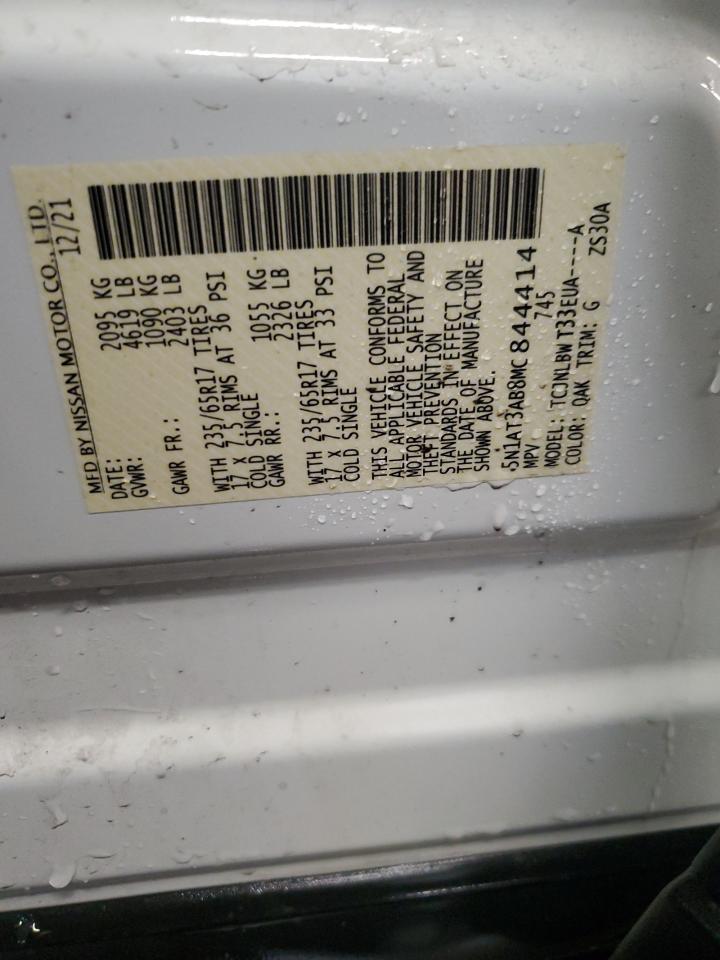 MFD BY NISSAN MOTOR CO., LTD.
DATE: 12/21
GVWR: 2095 KG
4619 LB
GAWR FR.: 1090 KG
2403 LB
WITH 235/65R17 TIRES
17 X 7.5 RIMS AT 36 PSI
COLD SINGLE
GAWR RR.: 1055 KG
2326 LB
WITH 235/65R17 TIRES
17 X 7.5 RIMS AT 33 PSI
COLD SINGLE
THIS VEHICLE CONFORMS TO
ALL APPLICABLE FEDERAL
MOTOR VEHICLE SAFETY AND
THEFT PREVENTION
STANDARDS IN EFFECT ON
THE DATE OF MANUFACTURE
SHOWN ABOVE.
5N1AT3AB8MC844414
MPV 745
MODEL: TCJNLBW T33EUA----A
COLOR: QAK TRIM: G ZS30A